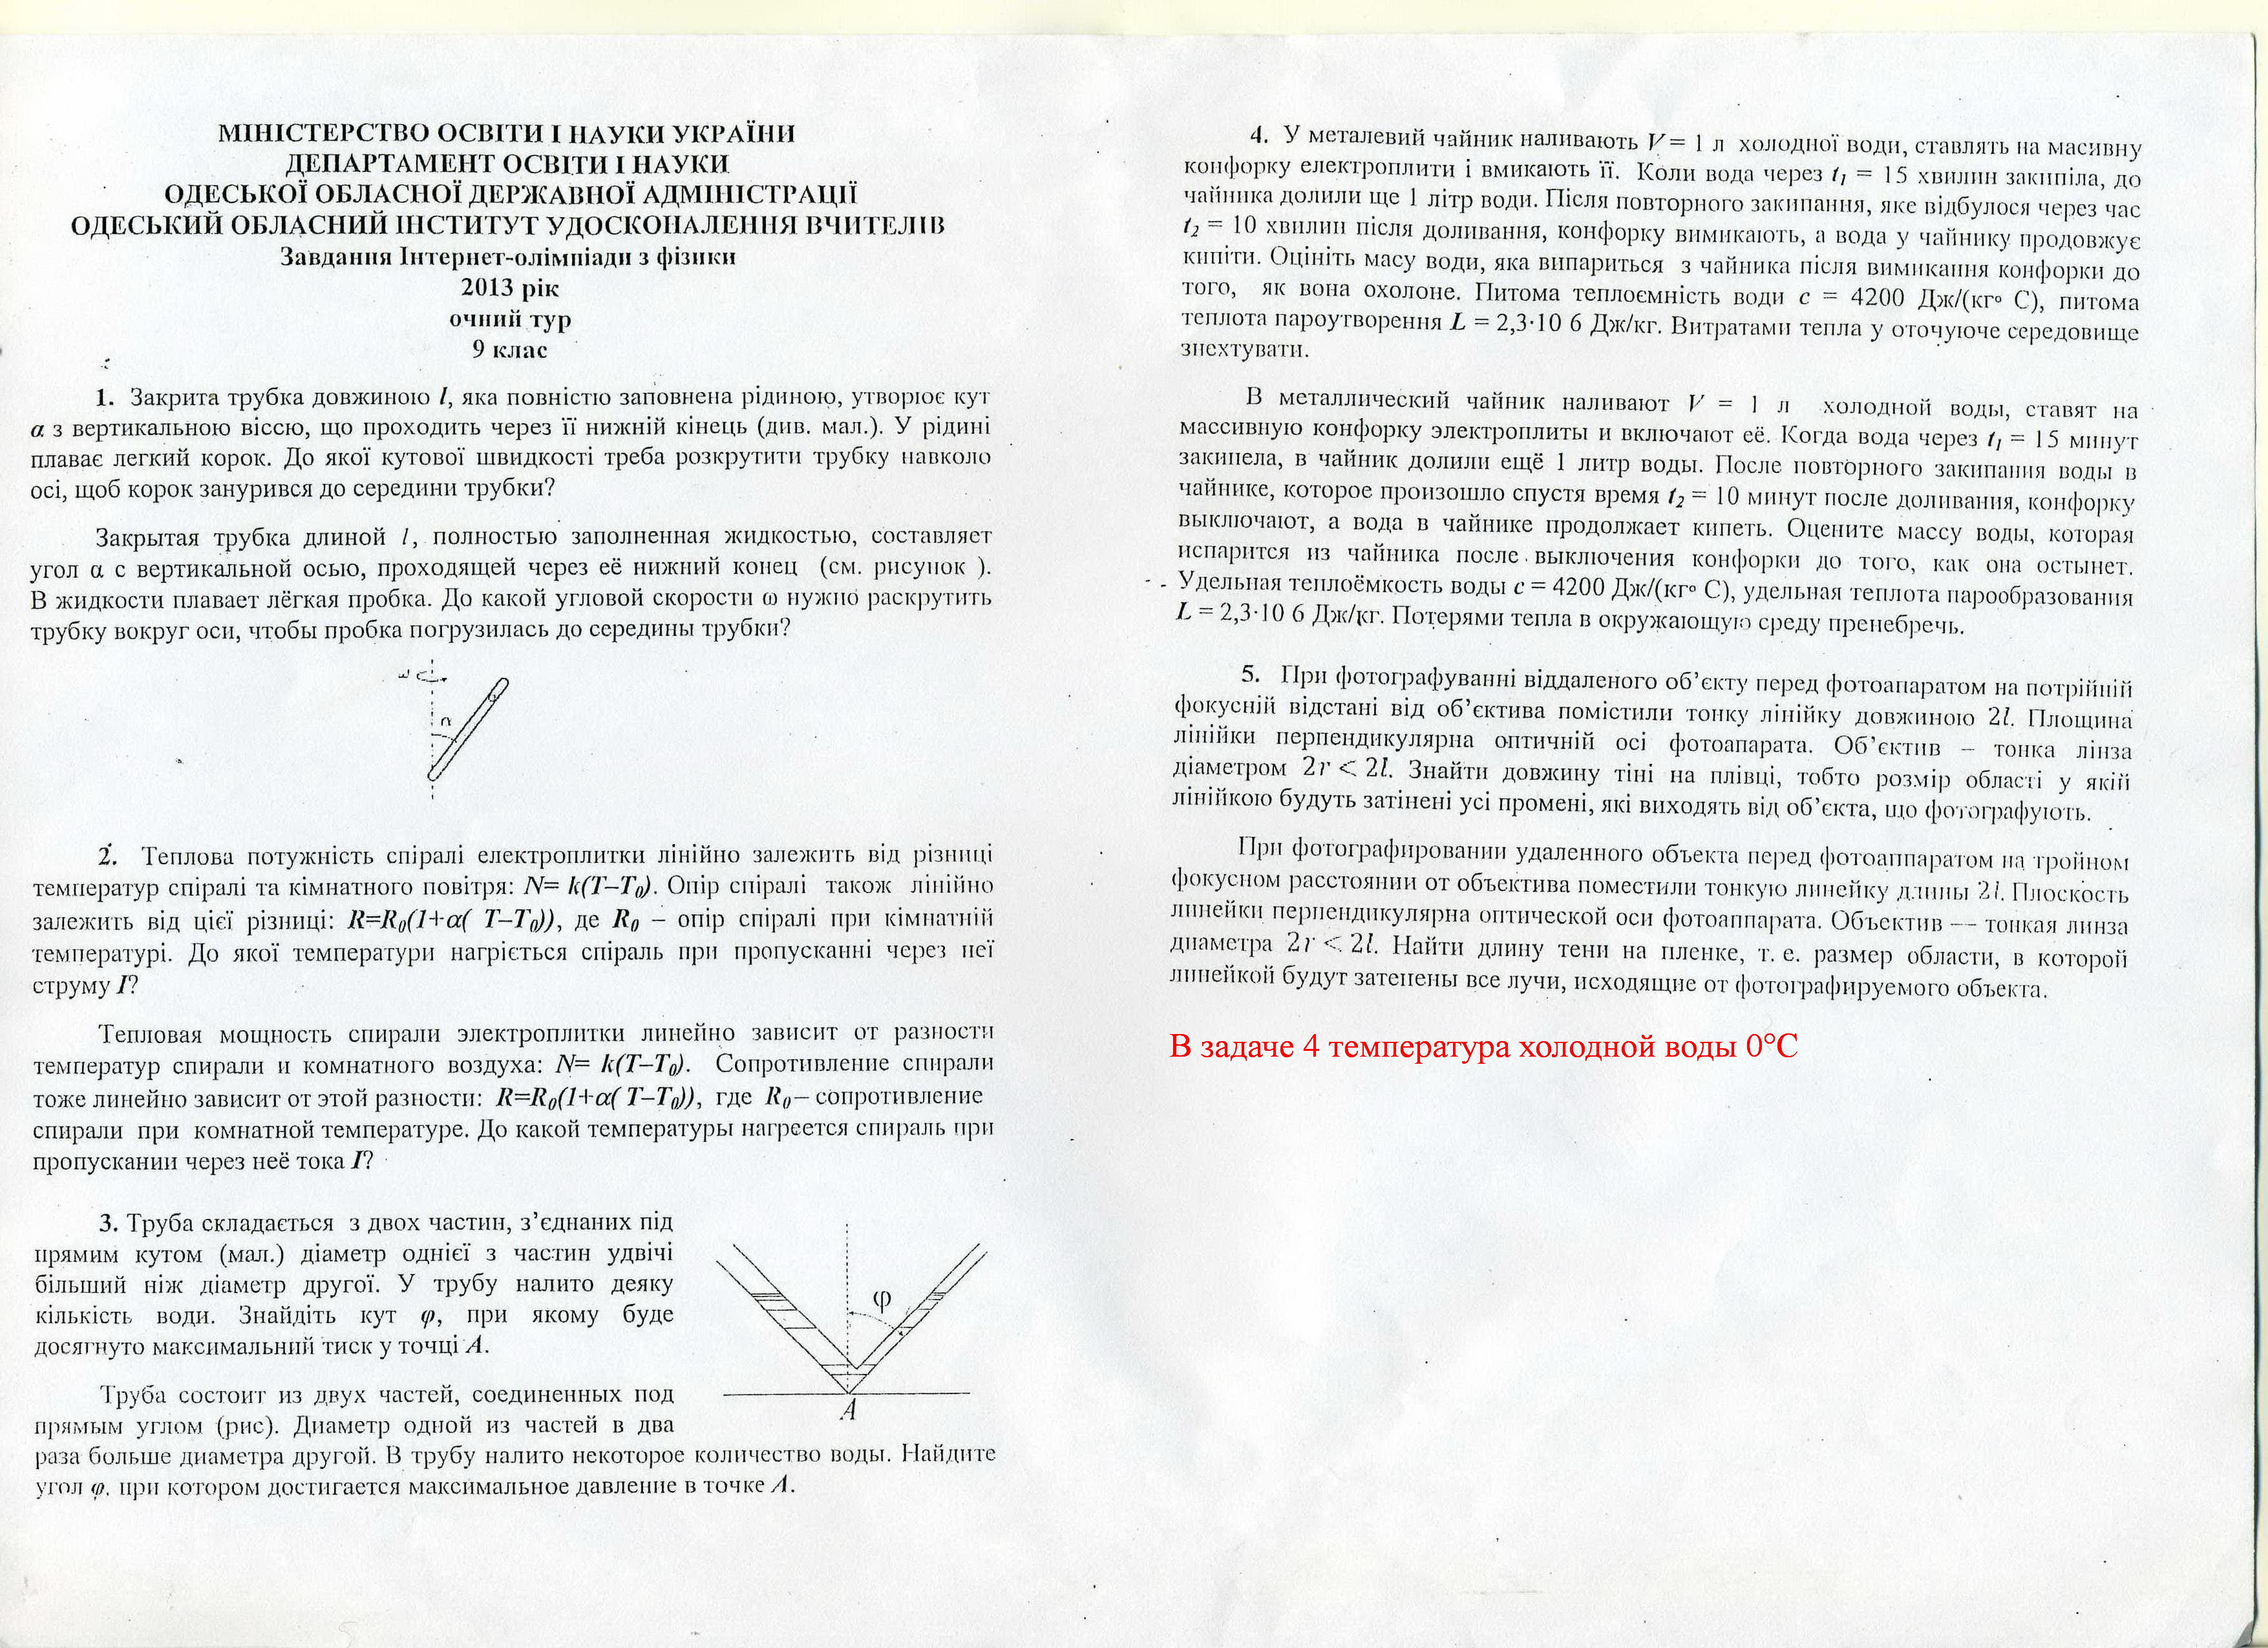 МІНІСТЕРСТВО ОСВІТИ І НАУКИ УКРАЇНИ
ДЕПАРТАМЕНТ ОСВІТИ І НАУКИ
ОДЕСЬКОЇ ОБЛАСНОЇ ДЕРЖАВНОЇ АДМІНІСТРАЦІЇ
ОДЕСЬКИЙ ОБЛАСНИЙ ІНСТИТУТ УДОСКОНАЛЕННЯ ВЧИТЕЛІВ
Завдання Інтернет-олімпіади з фізики
2013 рік
очний тур
9 клас
1. Закрита трубка довжиною l, яка повністю заповнена рідиною, утворює кут
α з вертикальною віссю, що проходить через її нижній кінець (див. мал.). У рідині
плаває легкий корок. До якої кутової швидкості треба розкрутити трубку навколо
осі, щоб корок занурився до середини трубки?
Закрытая трубка длиной l, полностью заполненная жидкостью, составляет
угол α с вертикальной осью, проходящей через её нижний конец (см. рисунок ).
В жидкости плавает лёгкая пробка. До какой угловой скорости ω нужно раскрутить
трубку вокруг оси, чтобы пробка погрузилась до середины трубки?
ω
α
2. Теплова потужність спіралі електроплитки лінійно залежить від різниці
температур спіралі та кімнатного повітря: N= k(T–T₀). Опір спіралі також лінійно
залежить від цієї різниці: R=R₀(1+α( T–T₀)), де R₀ – опір спіралі при кімнатній
температурі. До якої температури нагріється спіраль при пропусканні через неї
струму I?
Тепловая мощность спирали электроплитки линейно зависит от разности
температур спирали и комнатного воздуха: N= k(T–T₀). Сопротивление спирали
тоже линейно зависит от этой разности: R=R₀(1+α( T–T₀)), где R₀– сопротивление
спирали при комнатной температуре. До какой температуры нагреется спираль при
пропускании через неё тока I?
3. Труба складається з двох частин, з’єднаних під
прямим кутом (мал.) діаметр однієї з частин удвічі
більший ніж діаметр другої. У трубу налито деяку
кількість води. Знайдіть кут φ, при якому буде
досягнуто максимальний тиск у точці A.
Труба состоит из двух частей, соединенных под
прямым углом (рис). Диаметр одной из частей в два
раза больше диаметра другой. В трубу налито некоторое количество воды. Найдите
угол φ, при котором достигается максимальное давление в точке A.
φ
A
4. У металевий чайник наливають V= 1 л холодної води, ставлять на масивну
конфорку електроплити і вмикають її. Коли вода через t₁ = 15 хвилин закипіла, до
чайника долили ще 1 літр води. Після повторного закипання, яке відбулося через час
t₂ = 10 хвилин після доливання, конфорку вимикають, а вода у чайнику продовжує
кипіти. Оцініть масу води, яка випариться з чайника після вимикання конфорки до
того, як вона охолоне. Питома теплоємність води c = 4200 Дж/(кг° С), питома
теплота пароутворення L = 2,3·10 6 Дж/кг. Витратами тепла у оточуюче середовище
знехтувати.
В металлический чайник наливают V = 1 л холодной воды, ставят на
массивную конфорку электроплиты и включают её. Когда вода через t₁ = 15 минут
закипела, в чайник долили ещё 1 литр воды. После повторного закипания воды в
чайнике, которое произошло спустя время t₂ = 10 минут после доливания, конфорку
выключают, а вода в чайнике продолжает кипеть. Оцените массу воды, которая
испарится из чайника после выключения конфорки до того, как она остынет.
Удельная теплоёмкость воды c = 4200 Дж/(кг° С), удельная теплота парообразования
L = 2,3·10 6 Дж/кг. Потерями тепла в окружающую среду пренебречь.
5. При фотографуванні віддаленого об’єкту перед фотоапаратом на потрійній
фокусній відстані від об’єктива помістили тонку лінійку довжиною 2l. Площина
лінійки перпендикулярна оптичній осі фотоапарата. Об’єктив – тонка лінза
діаметром 2r < 2l. Знайти довжину тіні на плівці, тобто розмір області у якій
лінійкою будуть затінені усі промені, які виходять від об’єкта, що фотографують.
При фотографировании удаленного объекта перед фотоаппаратом на тройном
фокусном расстоянии от объектива поместили тонкую линейку длины 2l. Плоскость
линейки перпендикулярна оптической оси фотоаппарата. Объектив — тонкая линза
диаметра 2r < 2l. Найти длину тени на пленке, т. е. размер области, в которой
линейкой будут затенены все лучи, исходящие от фотографируемого объекта.
В задаче 4 температура холодной воды 0°С